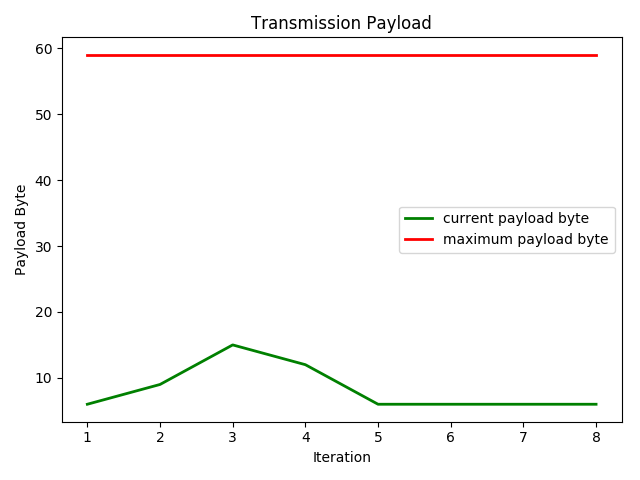 Transmission Payload
60
50
40
30
20
10
Payload Byte
current payload byte
maximum payload byte
1 2 3 4 5 6 7 8
Iteration